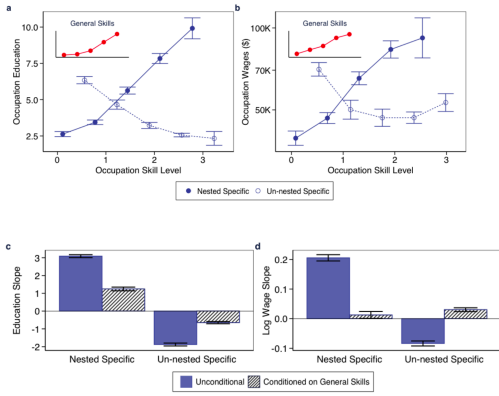 a
General Skills
Occupation Education
10.0
7.5
5.0
2.5
0
1
2
3
Occupation Skill Level
b
General Skills
Occupation Wages ($)
100K
70K
50K
0
1
2
3
Occupation Skill Level
Nested Specific
Un-nested Specific
c
Education Slope
3
2
1
0
-1
-2
Nested Specific
Un-nested Specific
d
Log Wage Slope
0.2
0.1
0.0
-0.1
Nested Specific
Un-nested Specific
Unconditional
Conditioned on General Skills